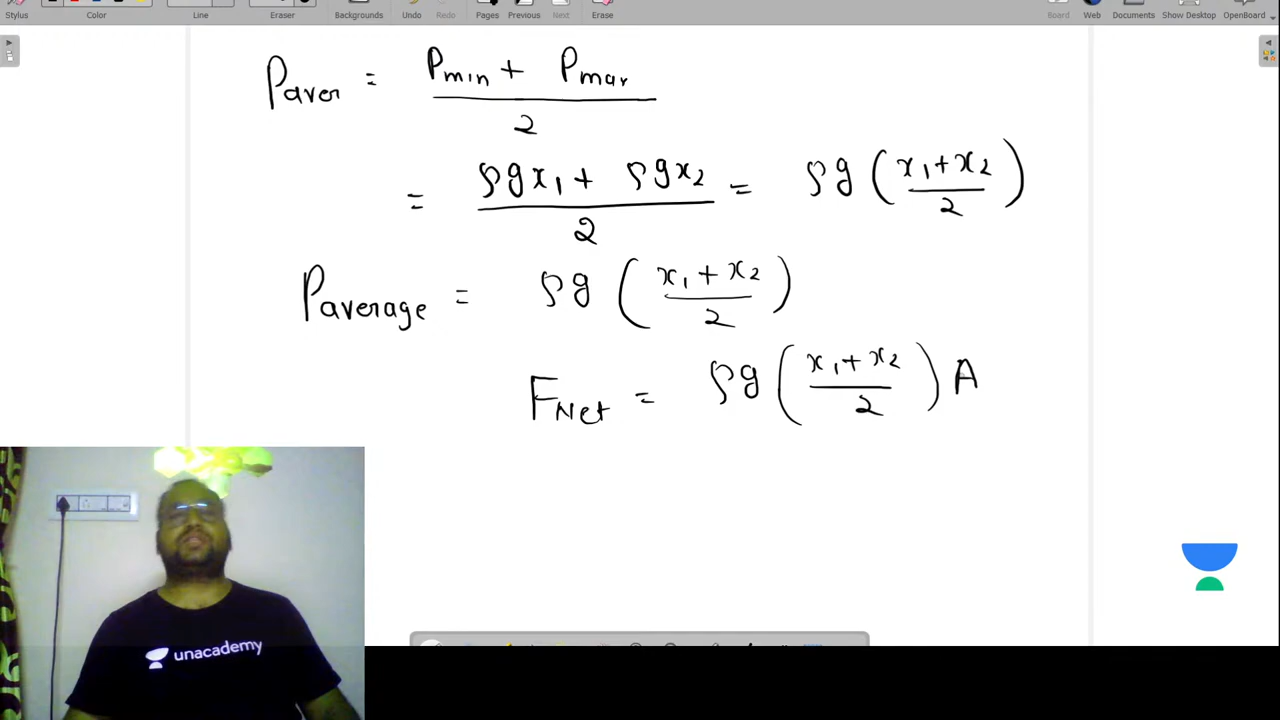 Stylus Color Line Eraser Backgrounds Undo Redo Pages Previous Next Erase Board Web Documents Show Desktop OpenBoard
Paver = Pmin + Pmax / 2
= ρgx₁ + ρgx₂ / 2 = ρg (x₁+x₂ / 2)
Paverage = ρg (x₁+x₂ / 2)
FNet = ρg (x₁+x₂ / 2) A
unacademy